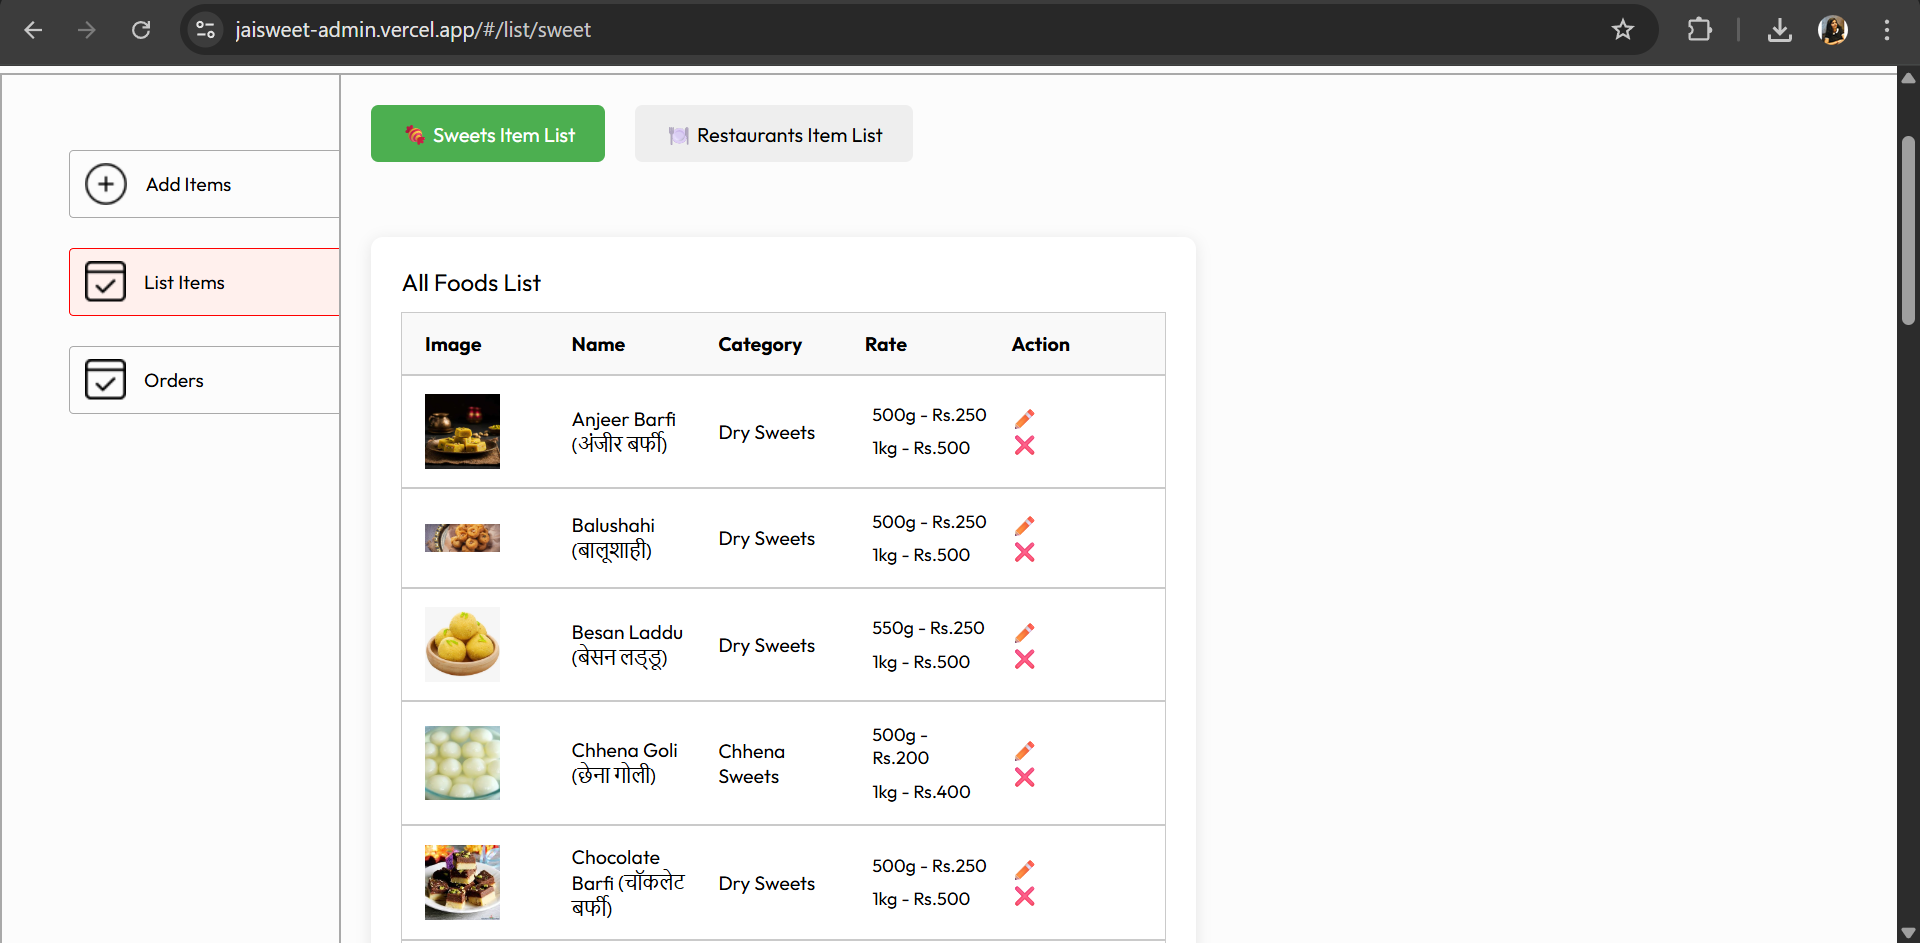 jaisweet-admin.vercel.app/#/list/sweet
Sweets Item List
Restaurants Item List
Add Items
List Items
Orders
All Foods List
Image Name Category Rate Action
Anjeer Barfi
(अंजीर बर्फी)
Dry Sweets
500g - Rs.250
1kg - Rs.500
Balushahi
(बालूशाही)
Dry Sweets
500g - Rs.250
1kg - Rs.500
Besan Laddu
(बेसन लड्डू)
Dry Sweets
550g - Rs.250
1kg - Rs.500
Chhena Goli
(छेना गोली)
Chhena
Sweets
500g -
Rs.200
1kg - Rs.400
Chocolate
Barfi (चॉकलेट
बर्फी)
Dry Sweets
500g - Rs.250
1kg - Rs.500